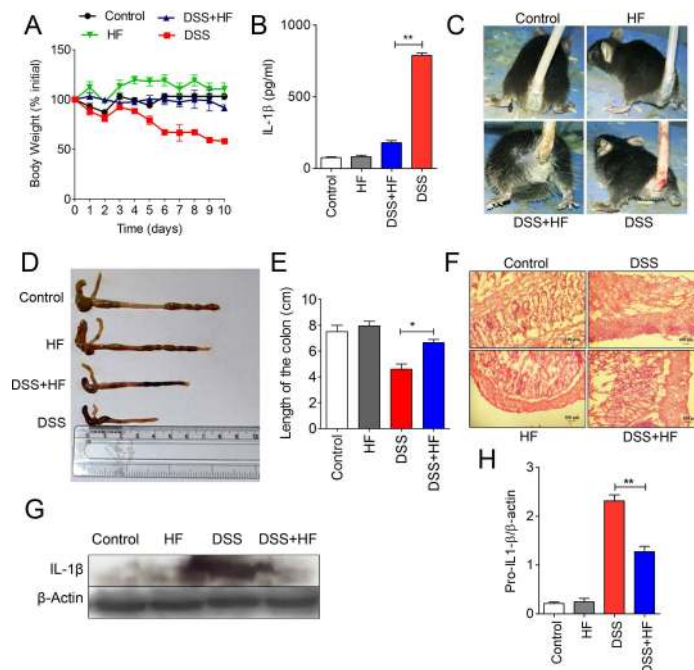 A
Control
DSS+HF
HF
DSS
Body Weight (% initial)
150
100
50
0
0 1 2 3 4 5 6 7 8 9 10
Time (days)
B
IL-1β (pg/ml)
1000
500
0
**
Control
HF
DSS+HF
DSS
C
Control
HF
DSS+HF
DSS
D
Control
HF
DSS+HF
DSS
E
Length of the colon (cm)
10
8
6
4
2
0
*
Control
HF
DSS
DSS+HF
F
Control
DSS
HF
DSS+HF
G
Control HF DSS DSS+HF
IL-1β
β-Actin
H
Pro-IL1-β/β-actin
3
2
1
0
**
Control
HF
DSS
DSS+HF